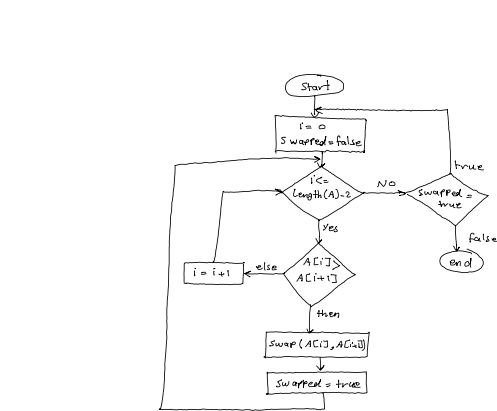 start
i = 0
swapped = false
i <=
length(A)-2
NO
swapped =
true
true
false
end
yes
A[i] >
A[i+1]
else
i = i+1
then
swap(A[i], A[i+1])
swapped = true